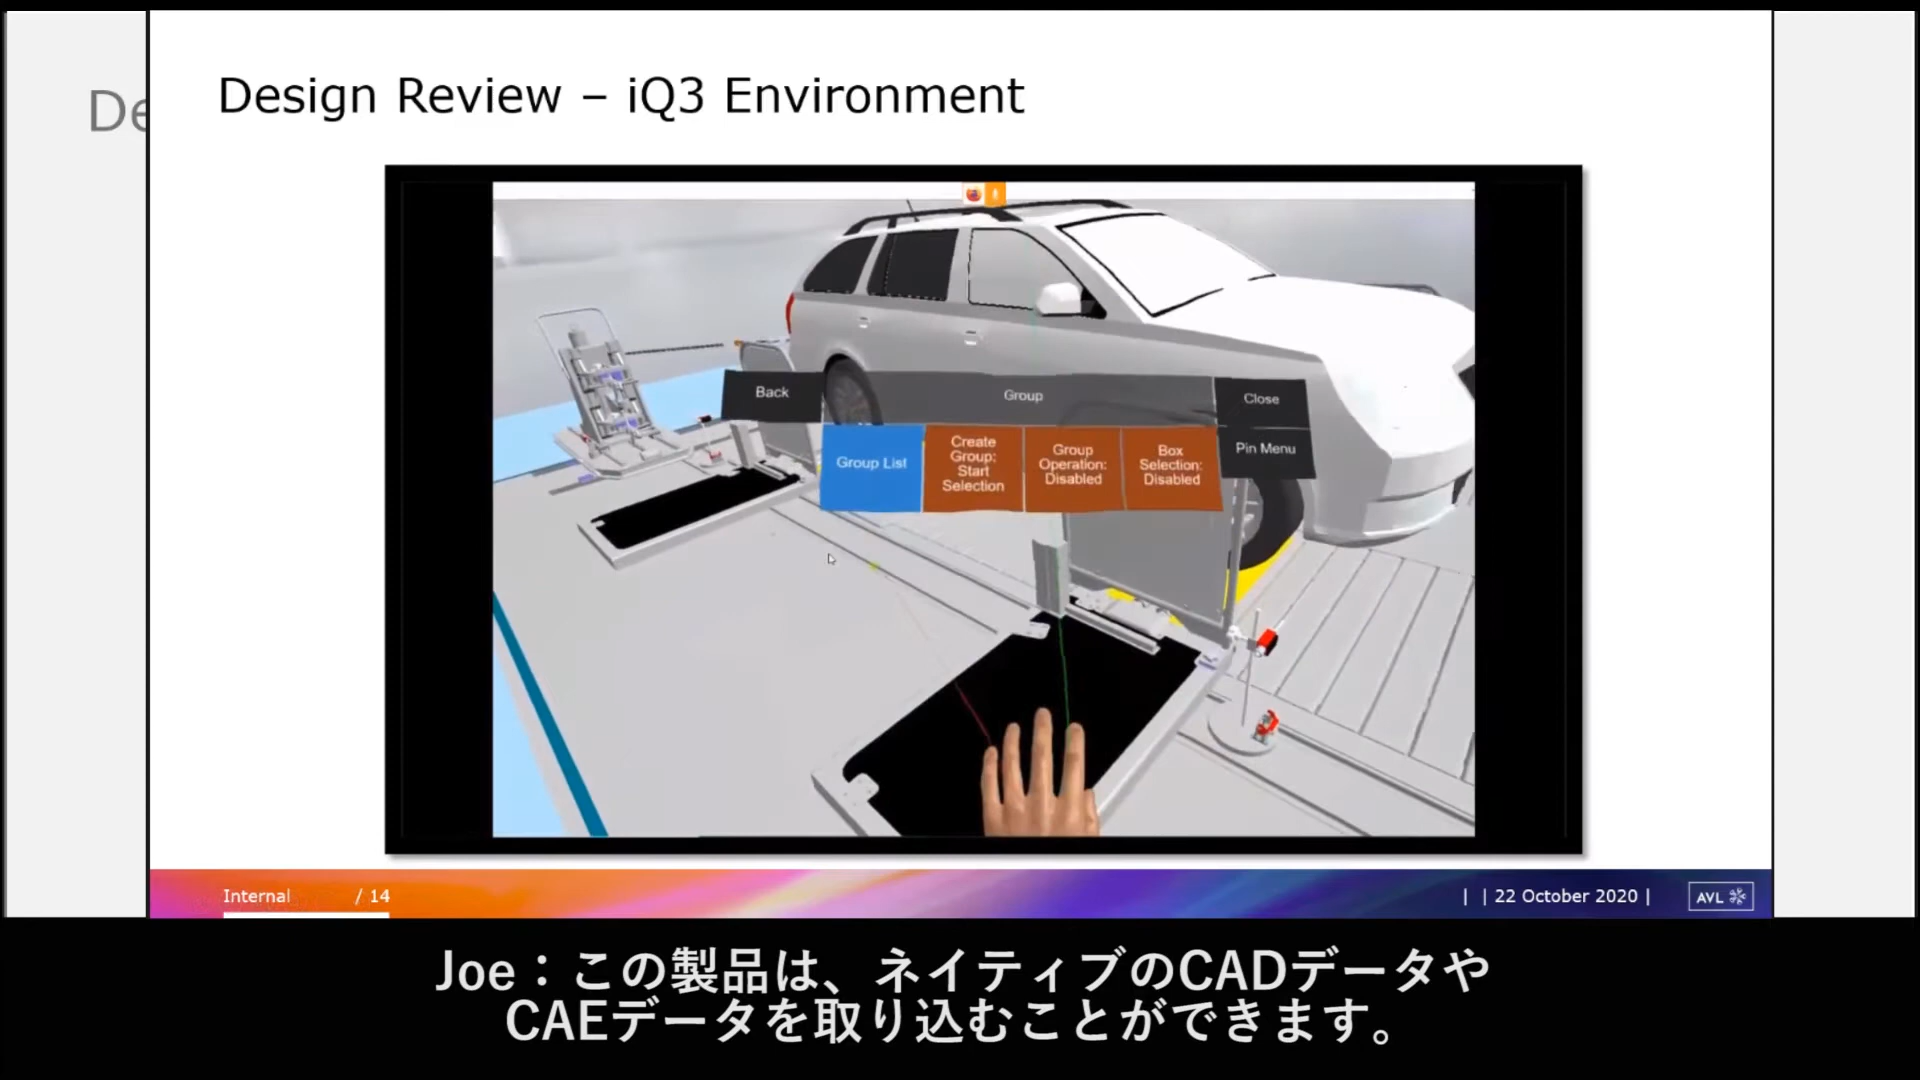 De
Design Review – iQ3 Environment
Back
Group
Close
Group List
Create
Group:
Start
Selection
Group
Operation:
Disabled
Box
Selection:
Disabled
Pin Menu
Internal / 14
| | 22 October 2020 |
AVL
Joe：この製品は、ネイティブのCADデータや
CAEデータを取り込むことができます。